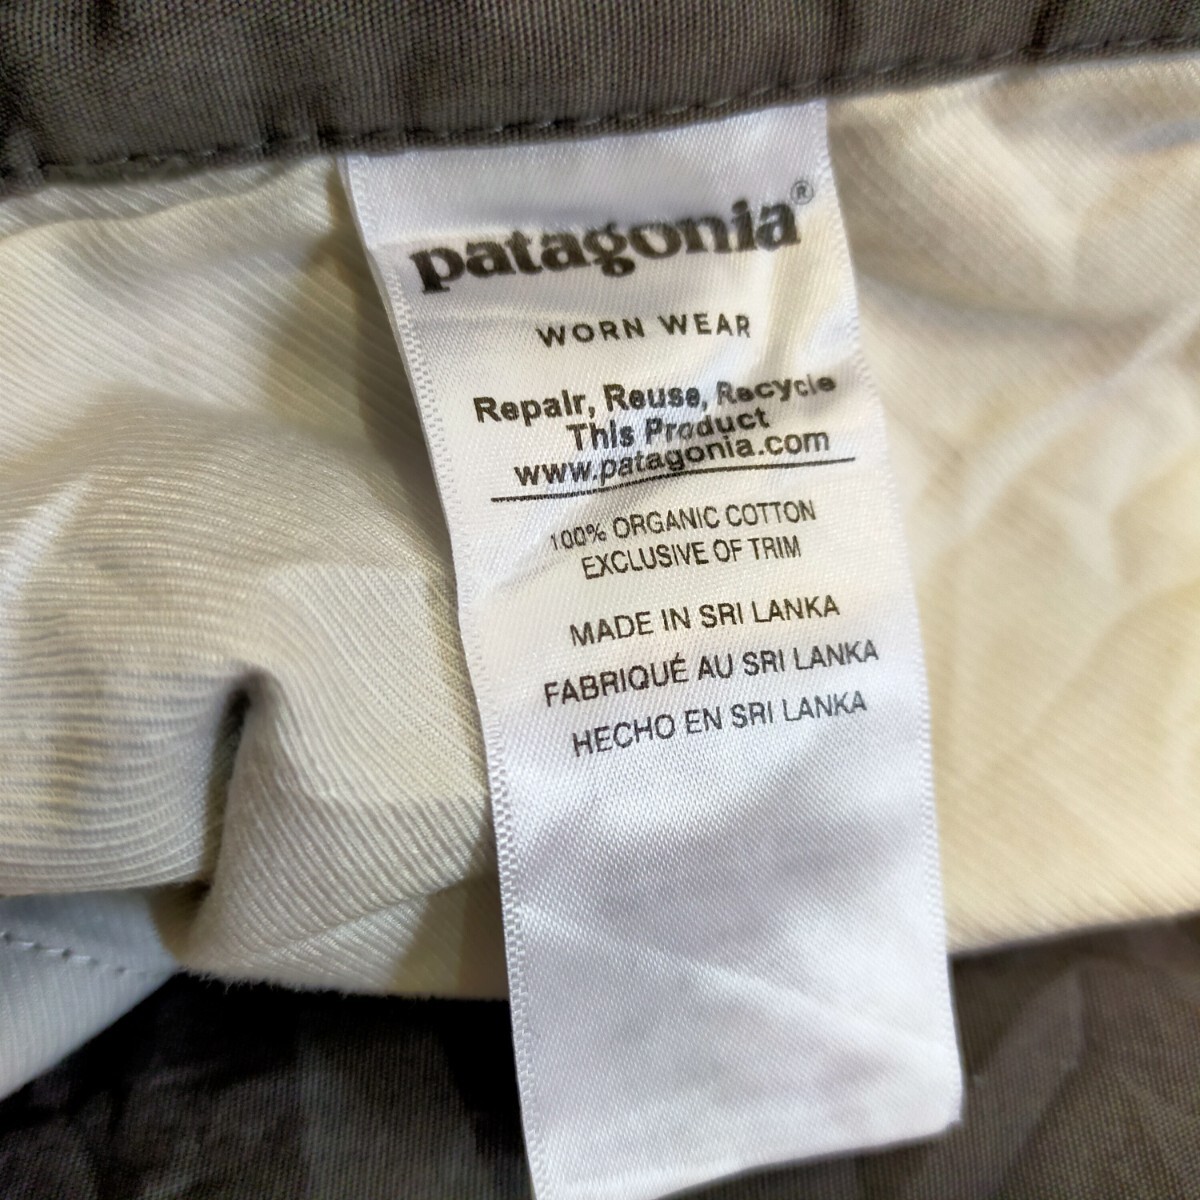 patagonia®
WORN WEAR
Repair, Reuse, Recycle
This Product
www.patagonia.com
100% ORGANIC COTTON
EXCLUSIVE OF TRIM
MADE IN SRI LANKA
FABRIQUÉ AU SRI LANKA
HECHO EN SRI LANKA